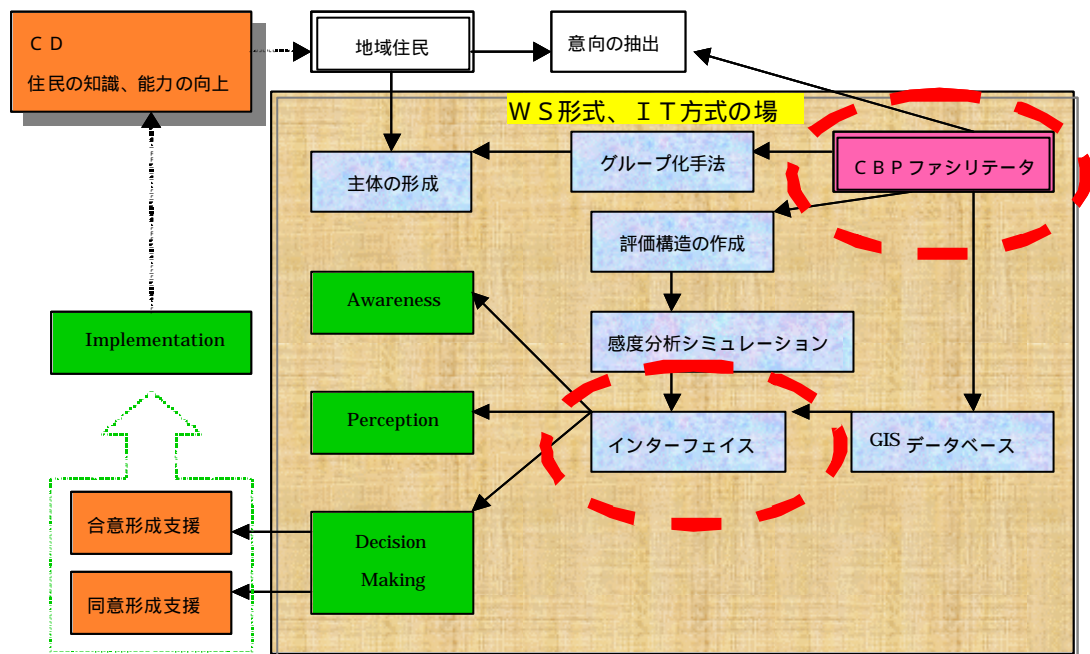 ＣＤ
住民の知識、能力の向上
地域住民
意向の抽出
ＷＳ形式、ＩＴ方式の場
主体の形成
グループ化手法
ＣＢＰファシリテータ
評価構造の作成
Awareness
感度分析シミュレーション
Implementation
Perception
インターフェイス
GIS データベース
合意形成支援
同意形成支援
Decision
Making